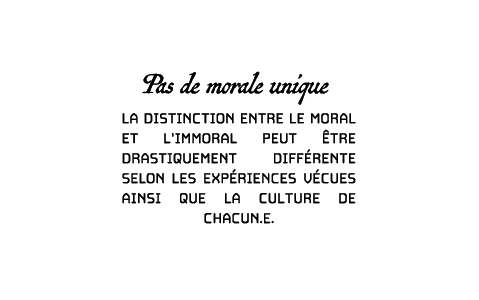 Pas de morale unique
LA DISTINCTION ENTRE LE MORAL
ET L'IMMORAL PEUT ÊTRE
DRASTIQUEMENT DIFFÉRENTE
SELON LES EXPÉRIENCES VÉCUES
AINSI QUE LA CULTURE DE
CHACUN.E.